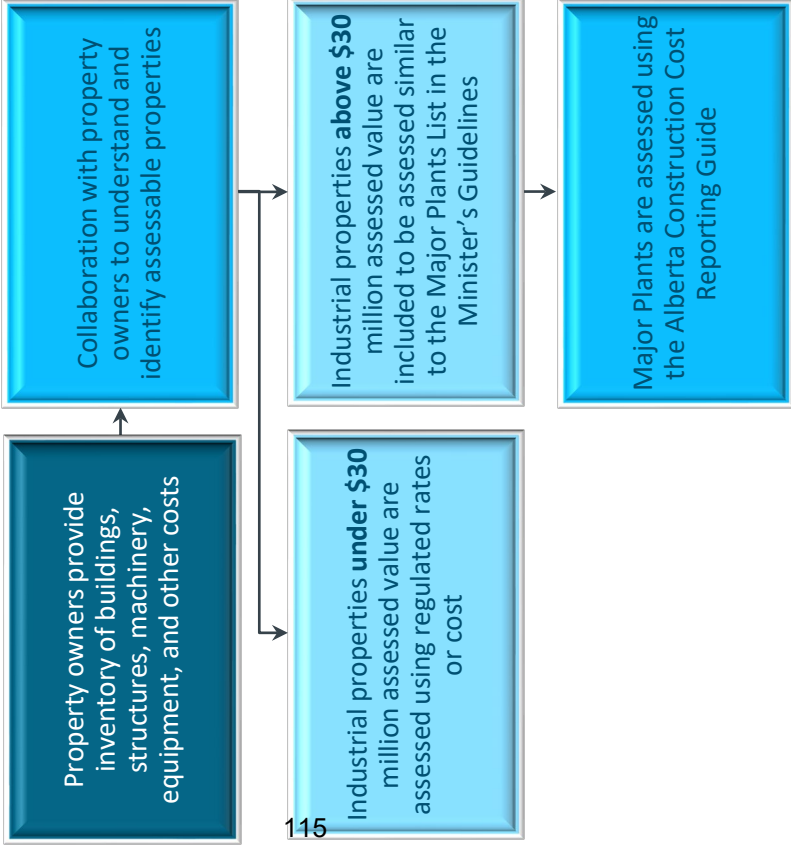 Property owners provide
inventory of buildings,
structures, machinery,
equipment, and other costs
Collaboration with property
owners to understand and
identify assessable properties
Industrial properties under $30
million assessed value are
assessed using regulated rates
or cost
Industrial properties above $30
million assessed value are
included to be assessed similar
to the Major Plants List in the
Minister’s Guidelines
Major Plants are assessed using
the Alberta Construction Cost
Reporting Guide
115